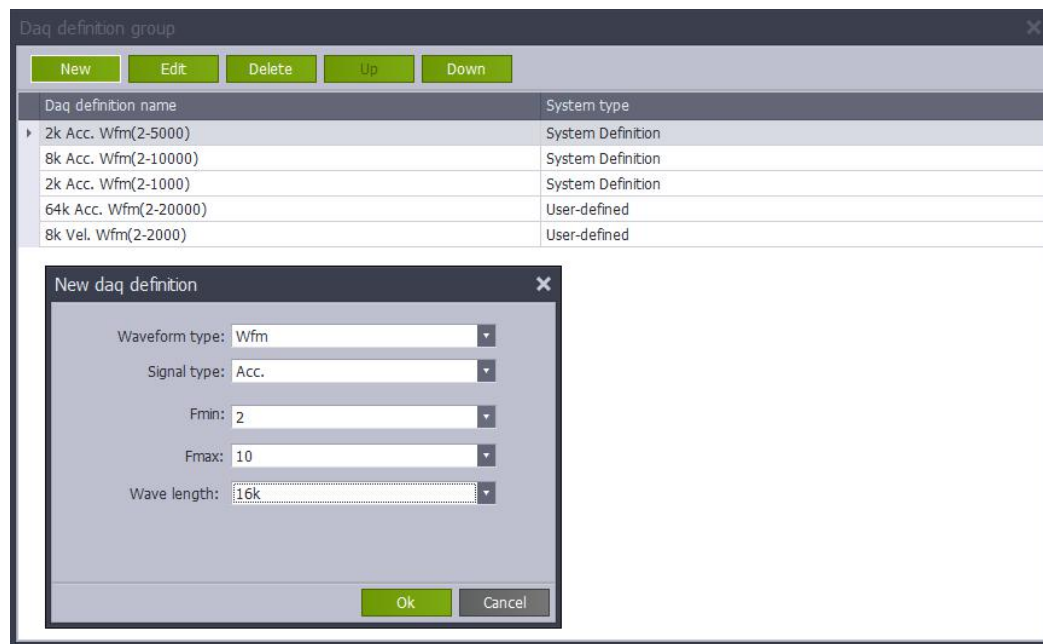 Daq definition group
New Edit Delete Up Down
Daq definition name System type
2k Acc. Wfm(2-5000) System Definition
8k Acc. Wfm(2-10000) System Definition
2k Acc. Wfm(2-1000) System Definition
64k Acc. Wfm(2-20000) User-defined
8k Vel. Wfm(2-2000) User-defined
New daq definition
Waveform type: Wfm
Signal type: Acc.
Fmin: 2
Fmax: 10
Wave length: 16k
Ok Cancel